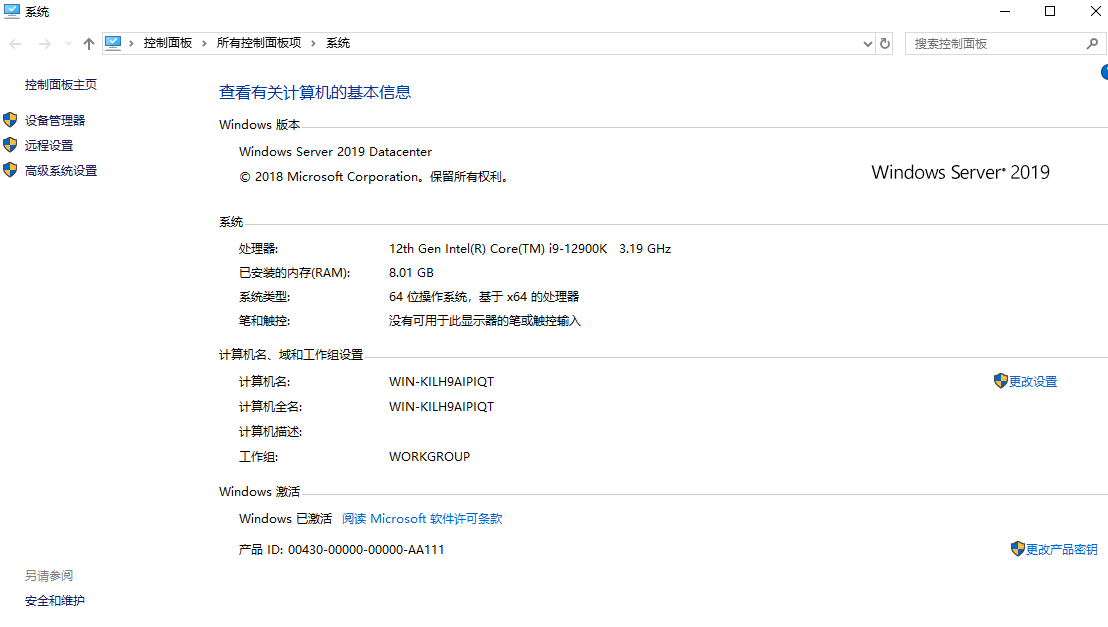 系统
控制面板 › 所有控制面板项 › 系统
搜索控制面板
控制面板主页
设备管理器
远程设置
高级系统设置
查看有关计算机的基本信息
Windows 版本
Windows Server 2019 Datacenter
© 2018 Microsoft Corporation。保留所有权利。
Windows Server® 2019
系统
处理器: 12th Gen Intel(R) Core(TM) i9-12900K 3.19 GHz
已安装的内存(RAM): 8.01 GB
系统类型: 64 位操作系统，基于 x64 的处理器
笔和触控: 没有可用于此显示器的笔或触控输入
计算机名、域和工作组设置
计算机名: WIN-KILH9AIPIQT 更改设置
计算机全名: WIN-KILH9AIPIQT
计算机描述:
工作组: WORKGROUP
Windows 激活
Windows 已激活 阅读 Microsoft 软件许可条款
产品 ID: 00430-00000-00000-AA111 更改产品密钥
另请参阅
安全和维护